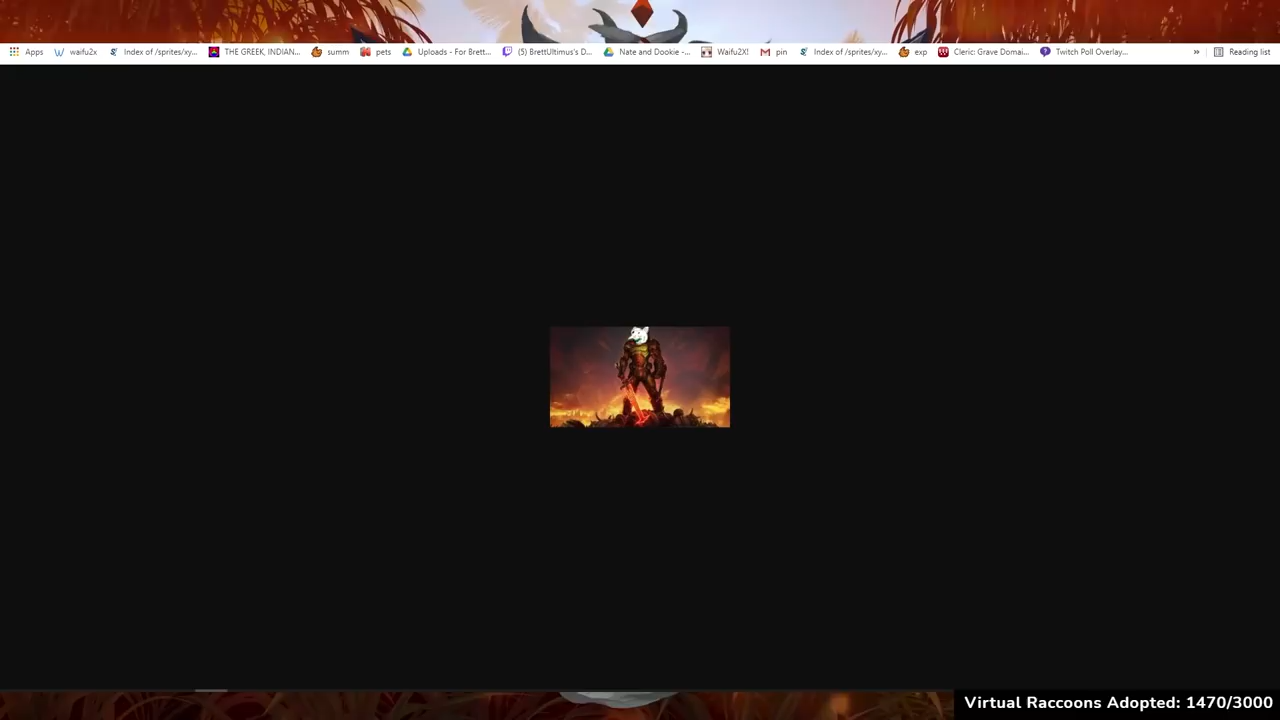 Apps waifu2x Index of /sprites/xy... THE GREEK, INDIAN... summ pets Uploads - For Brett... (5) BrettUltimus's D... Nate and Dookie -... Waifu2X! pin Index of /sprites/xy... exp Cleric: Grave Domai... Twitch Poll Overlay... » Reading list
Virtual Raccoons Adopted: 1470/3000